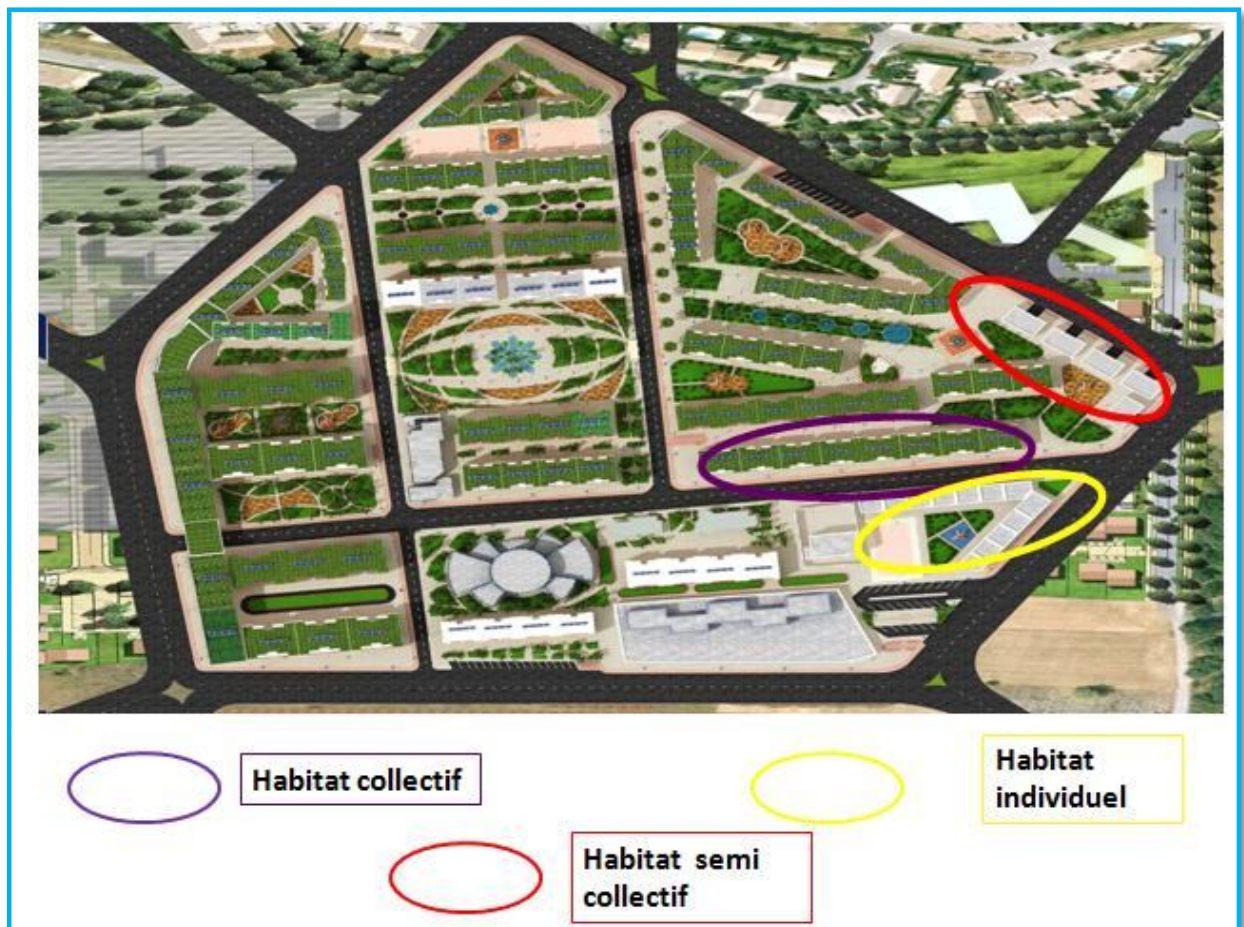 Habitat collectif
Habitat
individuel
Habitat semi
collectif